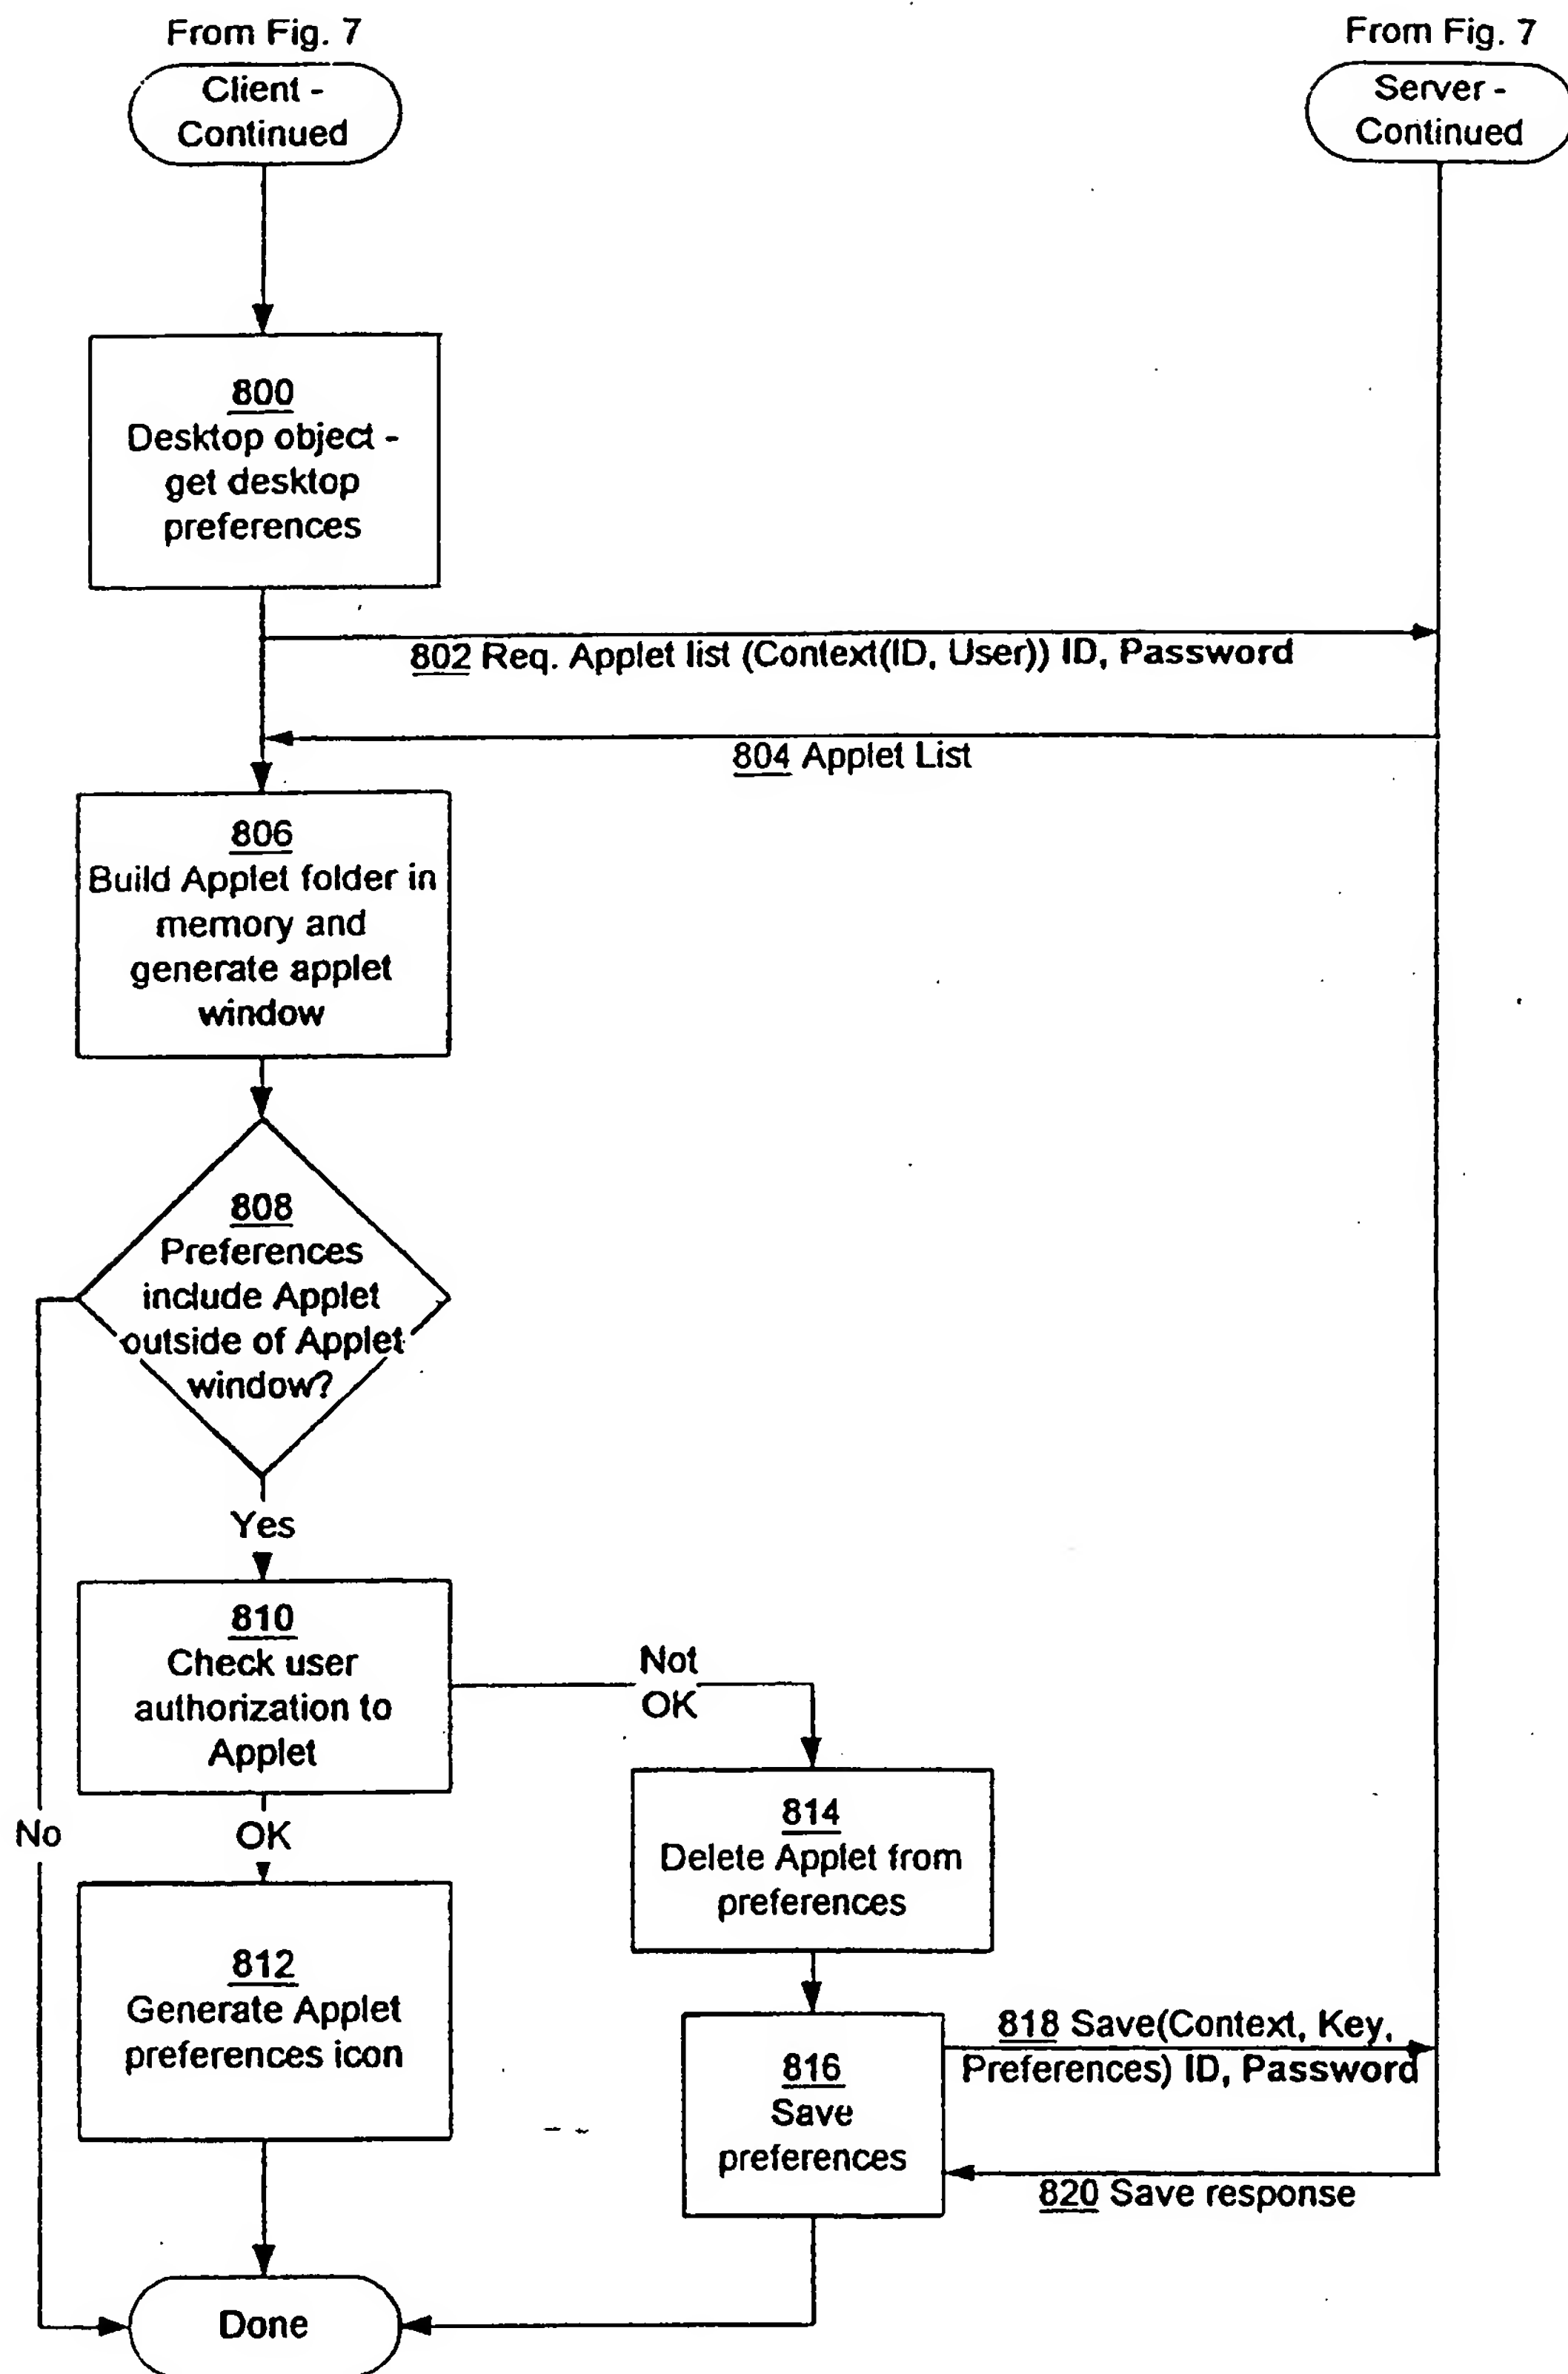 From Fig. 7
From Fig. 7
Client -
Continued
Server -
Continued
800
Desktop object -
get desktop
preferences
802 Req. Applet list (Context(ID, User)) ID, Password
804 Applet List
806
Build Applet folder in
memory and
generate applet
window
808
Preferences
include Applet
outside of Applet
window?
Yes
810
Check user
authorization to
Applet
Not
OK
No
OK
814
Delete Applet from
preferences
812
Generate Applet
preferences icon
818 Save(Context, Key,
Preferences) ID, Password
816
Save
preferences
820 Save response
Done